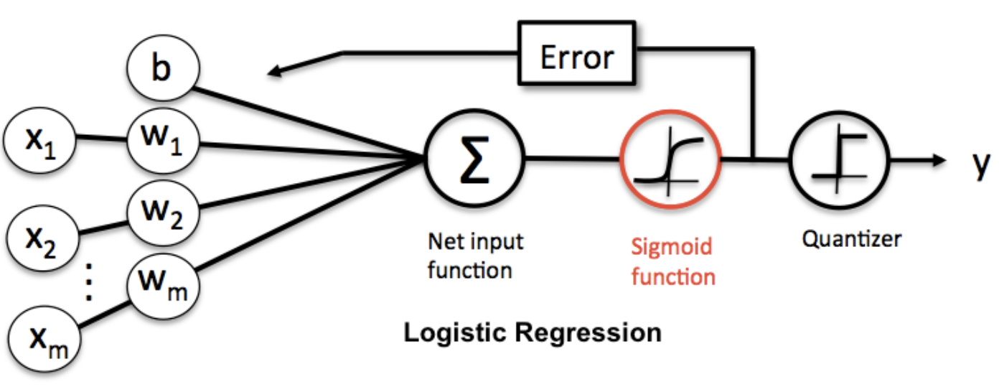 b
Error
x₁
w₁
Σ
y
x₂
w₂
⋮
xₘ
wₘ
Net input
function
Sigmoid
function
Quantizer
Logistic Regression